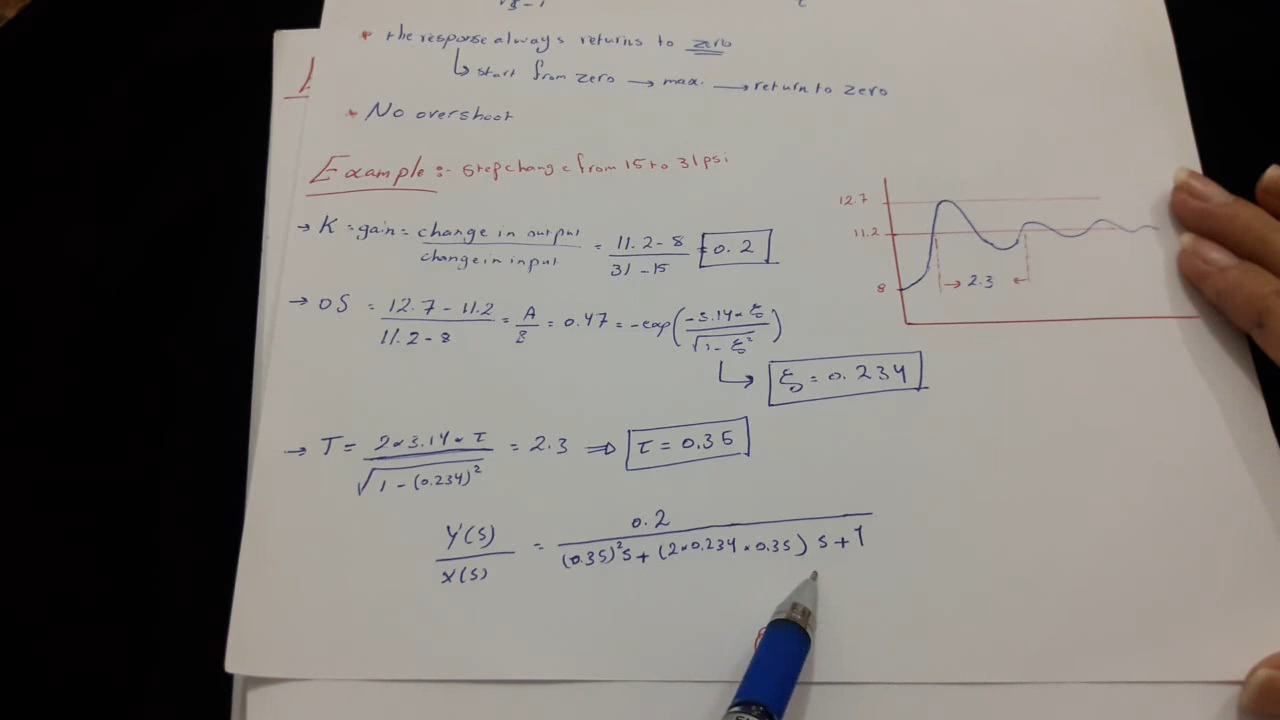 • the response always returns to zero
↳ start from zero → max. → return to zero
• No overshoot
Example :- step change from 15 to 31 psi
→ K = gain = change in output / change in input = 11.2 - 8 / 31 - 15 = 0.2
→ OS = 12.7 - 11.2 / 11.2 - 8 = A / B = 0.47 = -exp( -3.14 * ξ / √1 - ξ² )
↳ ξ = 0.234
→ T = 2 * 3.14 * τ / √1 - (0.234)² = 2.3 ⇒ τ = 0.35
Y'(s) / X(s) = 0.2 / (0.35)² s + (2 * 0.234 * 0.35) s + 1
12.7
11.2
8
→ 2.3 ←